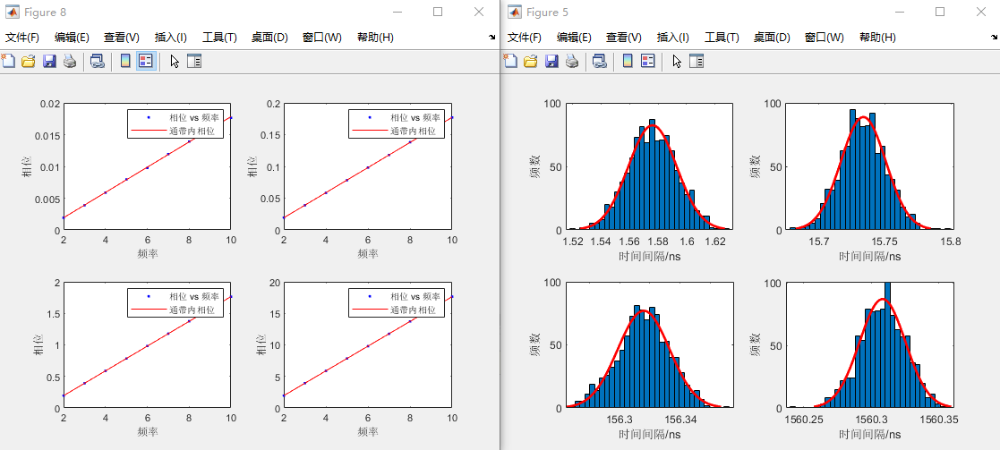 Figure 8
文件(F) 编辑(E) 查看(V) 插入(I) 工具(T) 桌面(D) 窗口(W) 帮助(H)
0.02
0.015
0.01
0.005
0
相位
2 4 6 8 10
频率
相位 vs 频率
通带内相位
0.2
0.15
0.1
0.05
0
相位
2 4 6 8 10
频率
相位 vs 频率
通带内相位
2
1.5
1
0.5
0
相位
2 4 6 8 10
频率
相位 vs 频率
通带内相位
20
15
10
5
0
相位
2 4 6 8 10
频率
相位 vs 频率
通带内相位
Figure 5
文件(F) 编辑(E) 查看(V) 插入(I) 工具(T) 桌面(D) 窗口(W) 帮助(H)
100
50
0
频数
1.52 1.54 1.56 1.58 1.6 1.62
时间间隔/ns
100
50
0
频数
15.7 15.75 15.8
时间间隔/ns
100
50
0
频数
156.3 156.34
时间间隔/ns
100
50
0
频数
1560.25 1560.3 1560.35
时间间隔/ns